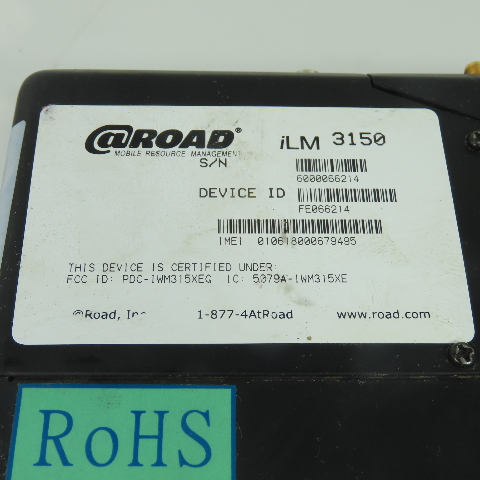 @ROAD® iLM 3150
MOBILE RESOURCE MANAGEMENT
S/N
6000066214
DEVICE ID
FE066214
IMEI 010618000679495
THIS DEVICE IS CERTIFIED UNDER:
FCC ID: PDC-IWM315XEG IC: 5079A-IWM315XE
@Road, Inc 1-877-4AtRoad www.road.com
RoHS